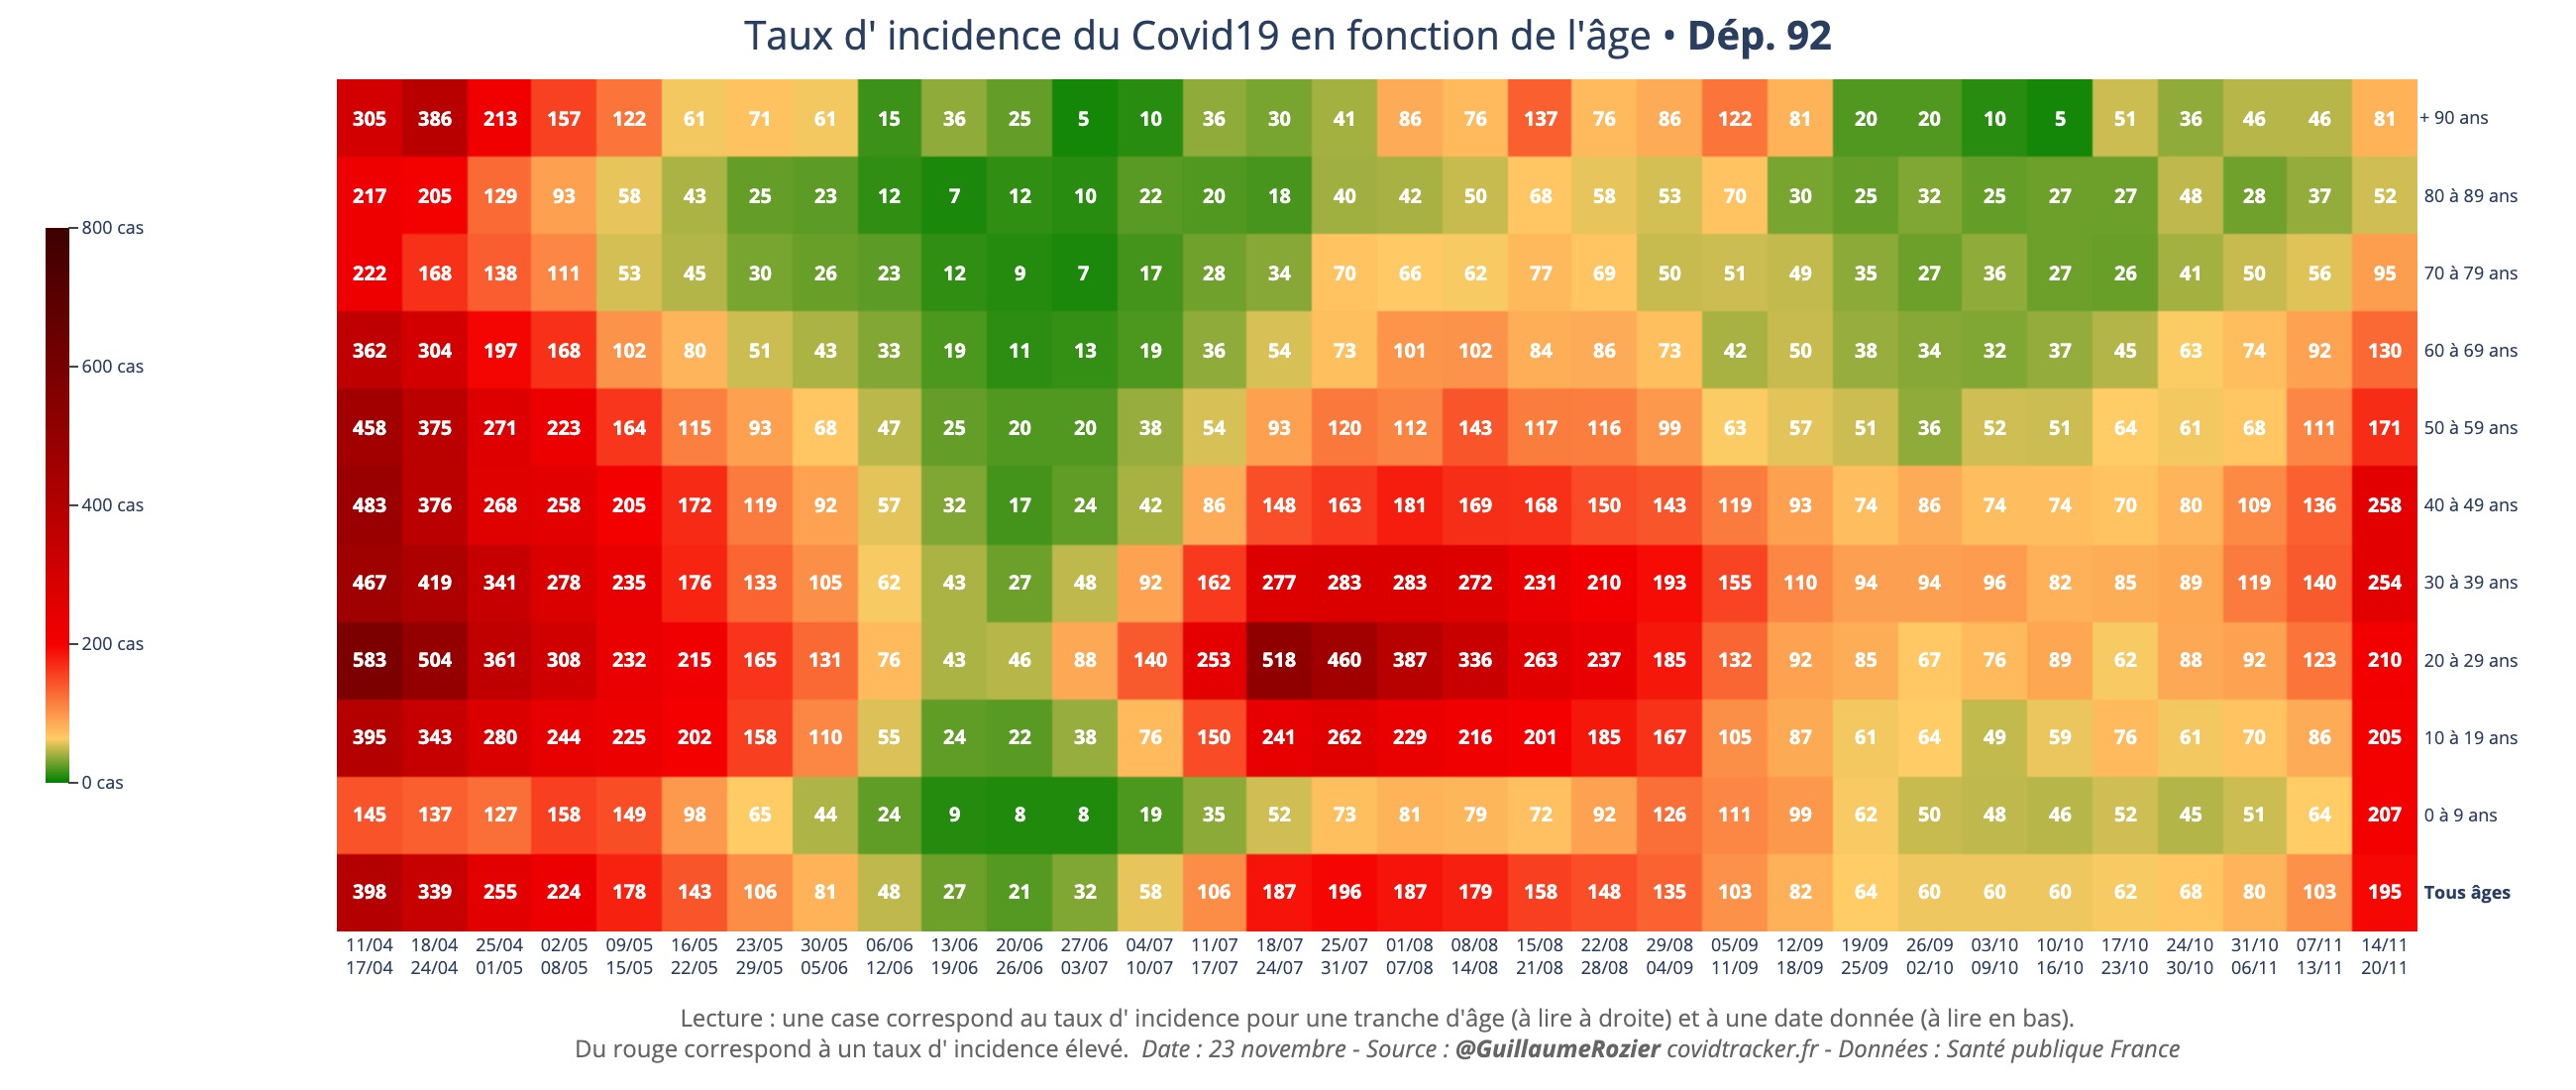 Taux d' incidence du Covid19 en fonction de l'âge • Dép. 92
305 386 213 157 122 61 71 61 15 36 25 5 10 36 30 41 86 76 137 76 86 122 81 20 20 10 5 51 36 46 46 81 + 90 ans
217 205 129 93 58 43 25 23 12 7 12 10 22 20 18 40 42 50 68 58 53 70 30 25 32 25 27 27 48 28 37 52 80 à 89 ans
800 cas
222 168 138 111 53 45 30 26 23 12 9 7 17 28 34 70 66 62 77 69 50 51 49 35 27 36 27 26 41 50 56 95 70 à 79 ans
362 304 197 168 102 80 51 43 33 19 11 13 19 36 54 73 101 102 84 86 73 42 50 38 34 32 37 45 63 74 92 130 60 à 69 ans
600 cas
458 375 271 223 164 115 93 68 47 25 20 20 38 54 93 120 112 143 117 116 99 63 57 51 36 52 51 64 61 68 111 171 50 à 59 ans
400 cas
483 376 268 258 205 172 119 92 57 32 17 24 42 86 148 163 181 169 168 150 143 119 93 74 86 74 74 70 80 109 136 258 40 à 49 ans
467 419 341 278 235 176 133 105 62 43 27 48 92 162 277 283 283 272 231 210 193 155 110 94 94 96 82 85 89 119 140 254 30 à 39 ans
200 cas
583 504 361 308 232 215 165 131 76 43 46 88 140 253 518 460 387 336 263 237 185 132 92 85 67 76 89 62 88 92 123 210 20 à 29 ans
395 343 280 244 225 202 158 110 55 24 22 38 76 150 241 262 229 216 201 185 167 105 87 61 64 49 59 76 61 70 86 205 10 à 19 ans
0 cas
145 137 127 158 149 98 65 44 24 9 8 8 19 35 52 73 81 79 72 92 126 111 99 62 50 48 46 52 45 51 64 207 0 à 9 ans
398 339 255 224 178 143 106 81 48 27 21 32 58 106 187 196 187 179 158 148 135 103 82 64 60 60 60 62 68 80 103 195 Tous âges
11/04 18/04 25/04 02/05 09/05 16/05 23/05 30/05 06/06 13/06 20/06 27/06 04/07 11/07 18/07 25/07 01/08 08/08 15/08 22/08 29/08 05/09 12/09 19/09 26/09 03/10 10/10 17/10 24/10 31/10 07/11 14/11
17/04 24/04 01/05 08/05 15/05 22/05 29/05 05/06 12/06 19/06 26/06 03/07 10/07 17/07 24/07 31/07 07/08 14/08 21/08 28/08 04/09 11/09 18/09 25/09 02/10 09/10 16/10 23/10 30/10 06/11 13/11 20/11
Lecture : une case correspond au taux d' incidence pour une tranche d'âge (à lire à droite) et à une date donnée (à lire en bas).
Du rouge correspond à un taux d' incidence élevé. Date : 23 novembre - Source : @GuillaumeRozier covidtracker.fr - Données : Santé publique France